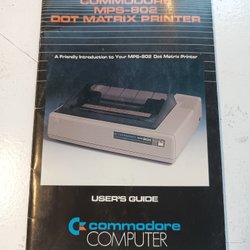 COMMODORE
MPS-802
DOT MATRIX PRINTER
A Friendly Introduction to Your MPS-802 Dot Matrix Printer
USER'S GUIDE
commodore
COMPUTER